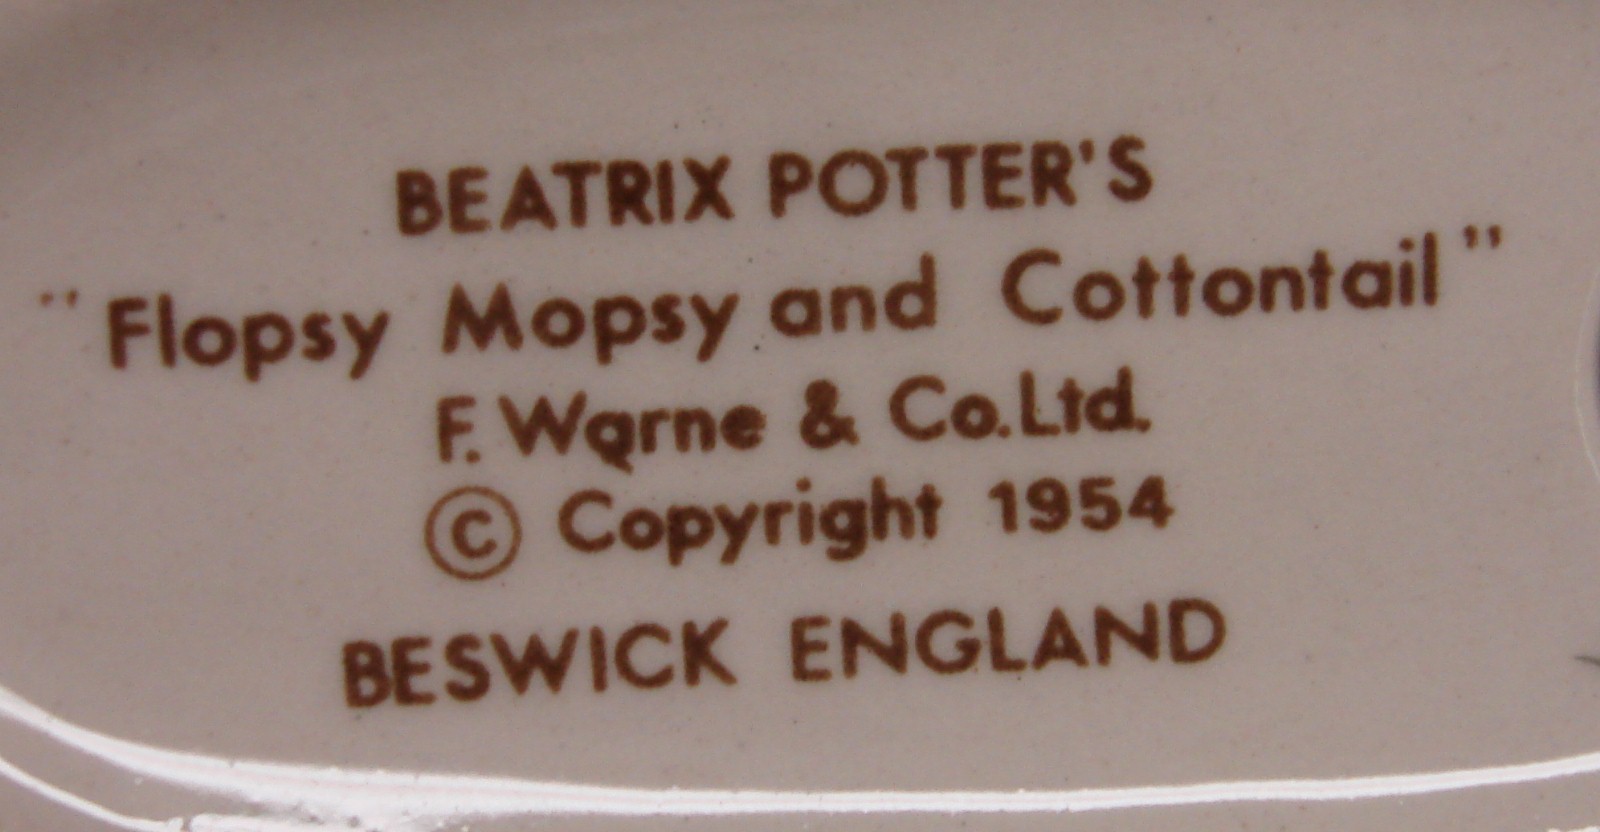 BEATRIX POTTER'S
"Flopsy Mopsy and Cottontail"
F. Warne & Co.Ltd.
© Copyright 1954
BESWICK ENGLAND